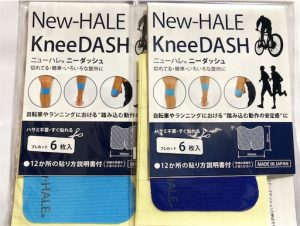 New-HALE
KneeDASH
ニューハレ® ニーダッシュ
切れてる・簡単・いろいろな箇所に
自転車やランニングにおける"踏み込む動作の安定感"に
ハサミ不要・すぐ貼れる
プレカット 6枚入
●12か所の貼り方説明書付
MADE IN JAPAN
HALE®
New-HALE
KneeDASH
ニューハレ® ニーダッシュ
切れてる・簡単・いろいろな箇所に
自転車やランニングにおける"踏み込む動作の安定感"に
ハサミ不要・すぐ貼れる
プレカット 6枚入
●12か所の貼り方説明書付
MADE IN JAPAN
-HALE®